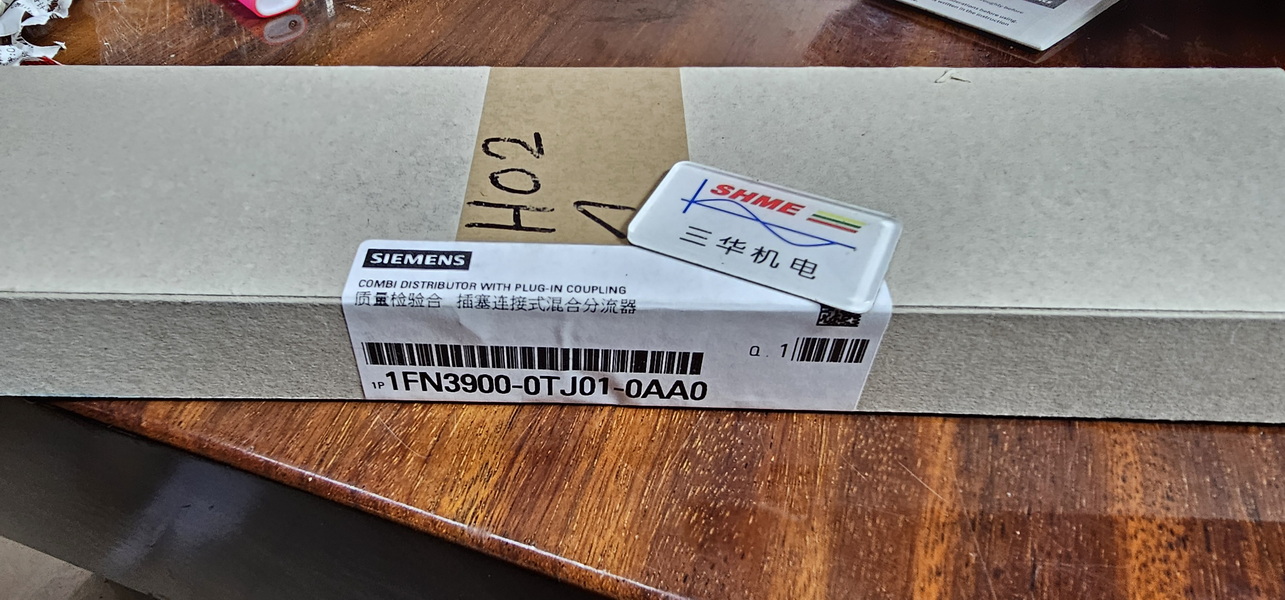 HO2
SHME
三华机电
SIEMENS
COMBI DISTRIBUTOR WITH PLUG-IN COUPLING
质量检验合 插塞连接式混合分流器
Q. 1
1P 1FN3900-0TJ01-0AA0